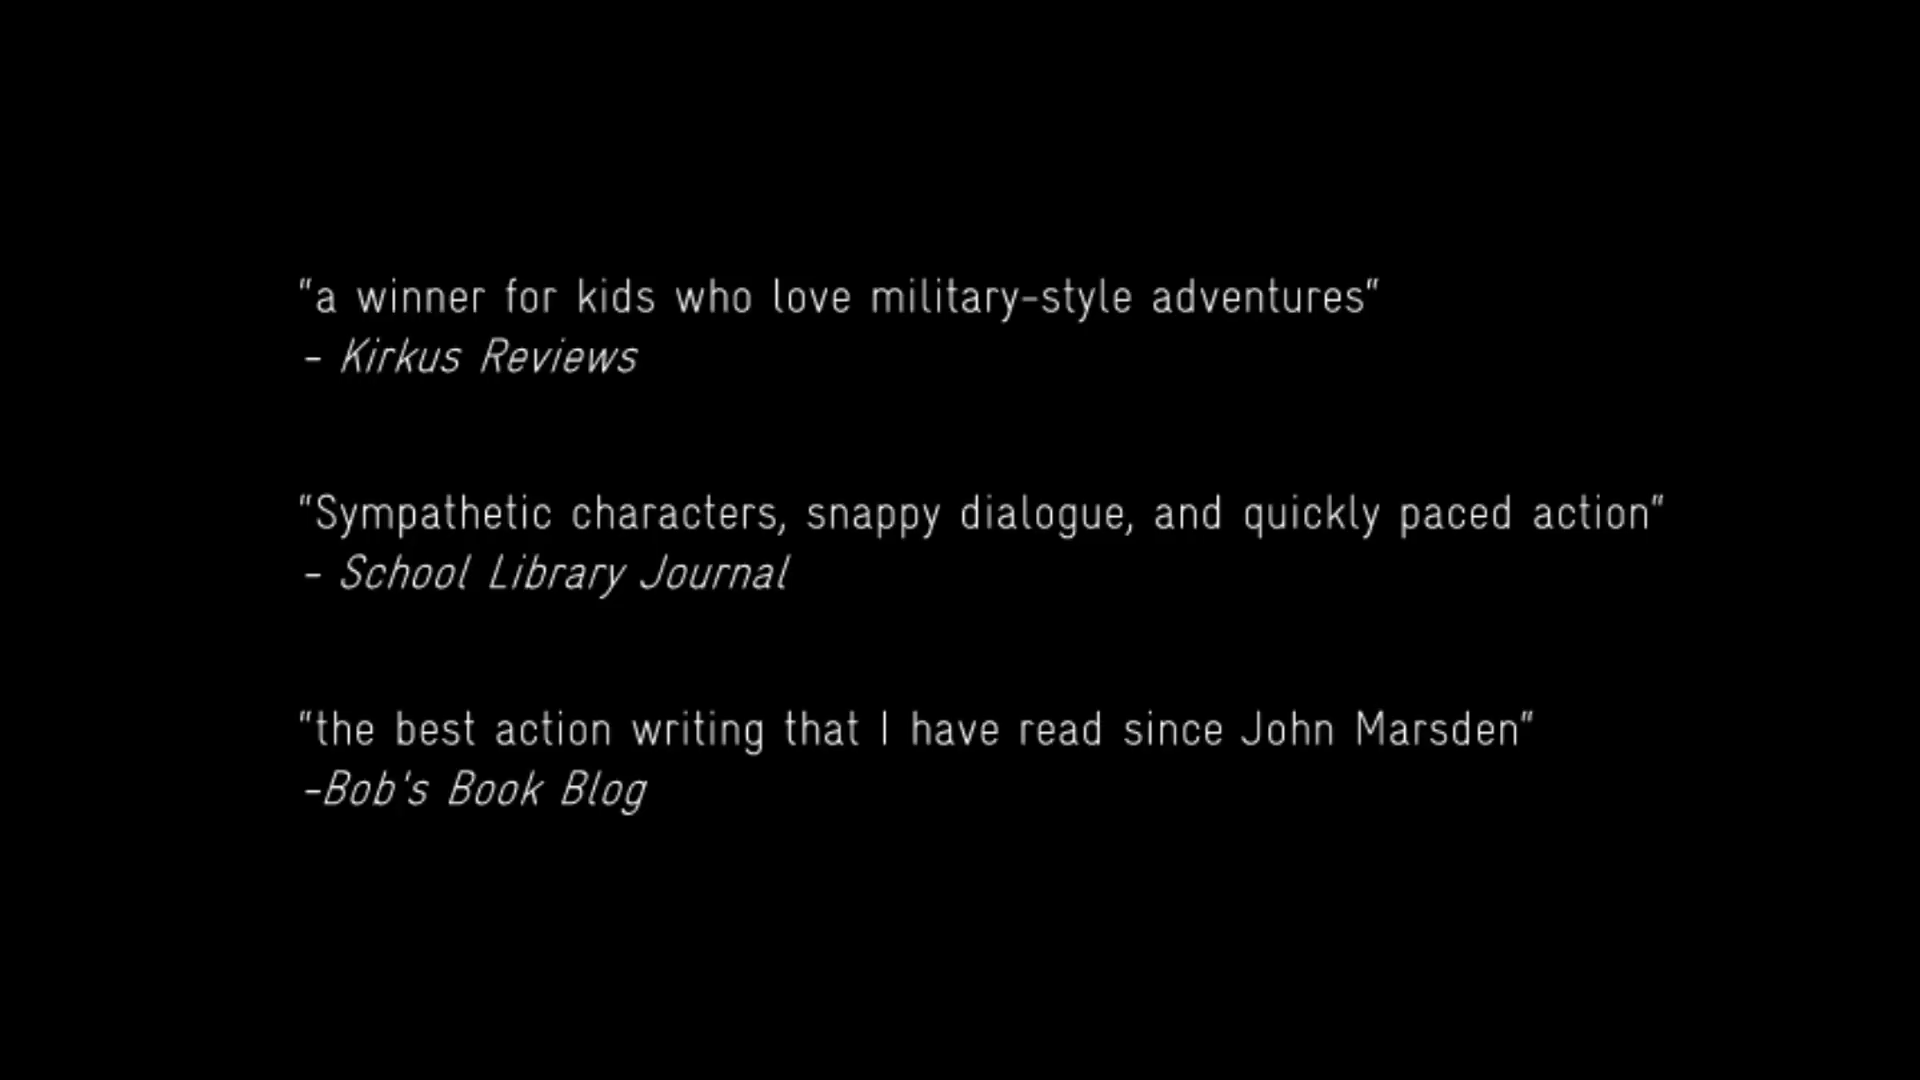 "a winner for kids who love military-style adventures"
- Kirkus Reviews
"Sympathetic characters, snappy dialogue, and quickly paced action"
- School Library Journal
"the best action writing that I have read since John Marsden"
-Bob's Book Blog